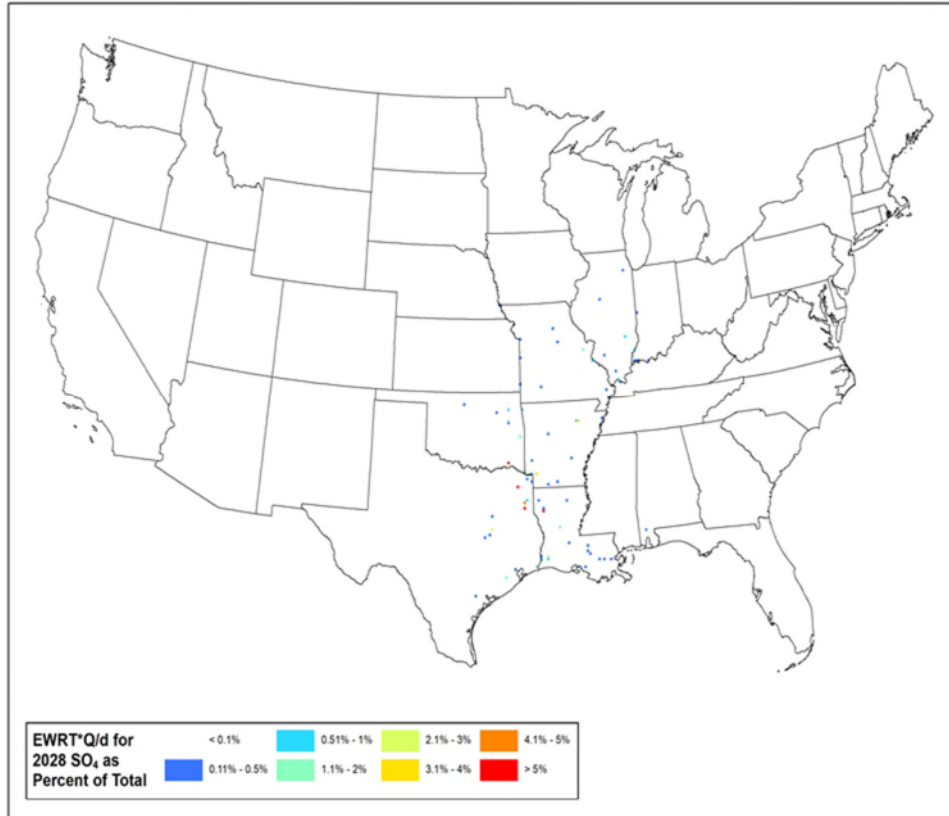 EWRT*Q/d for
2028 SO₄ as
Percent of Total
< 0.1%
0.51% - 1%
2.1% - 3%
4.1% - 5%
0.11% - 0.5%
1.1% - 2%
3.1% - 4%
> 5%